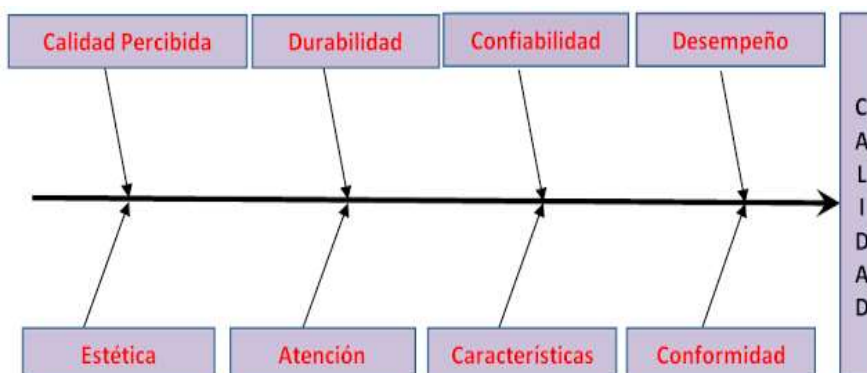 Calidad Percibida
Durabilidad
Confiabilidad
Desempeño
C
A
L
I
D
A
D
Estética
Atención
Características
Conformidad